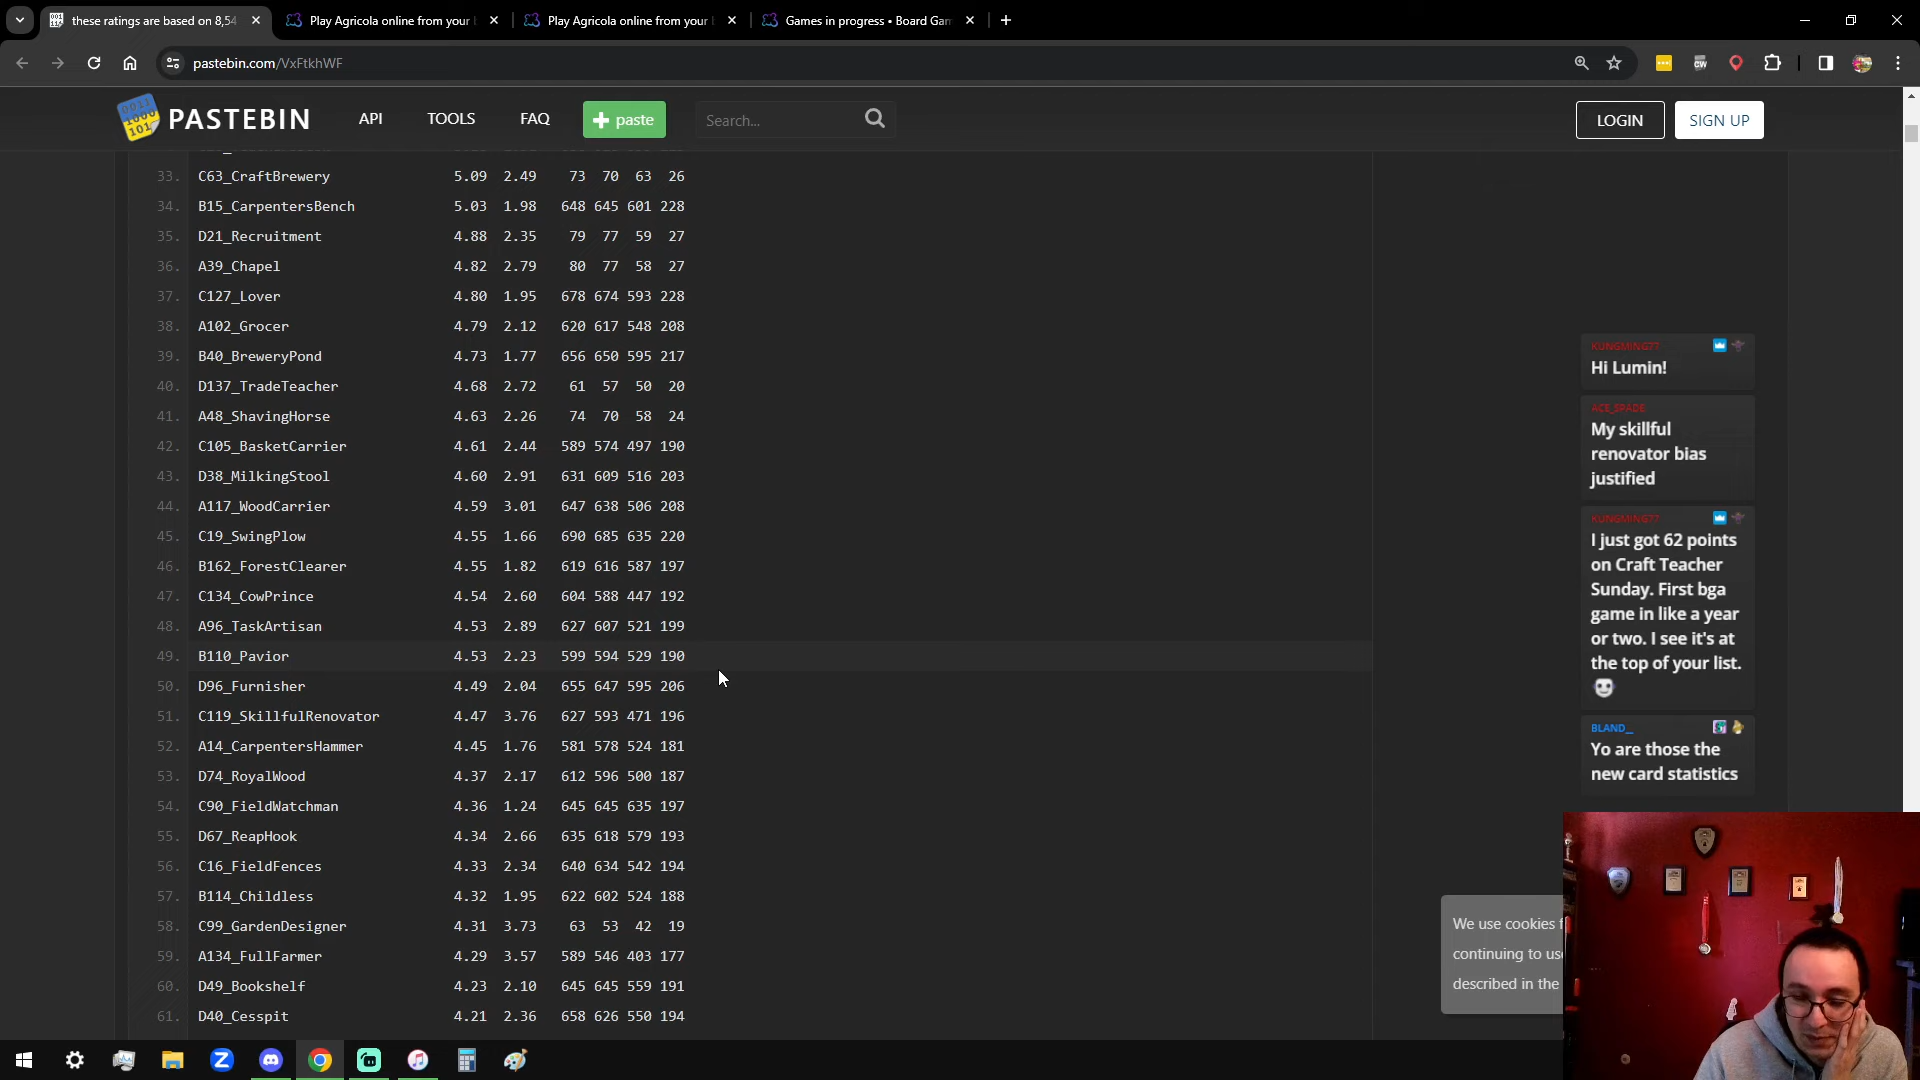 these ratings are based on 8,54
Play Agricola online from your
Play Agricola online from your
Games in progress • Board Gam
pastebin.com/VxFtkhWF
PASTEBIN
API
TOOLS
FAQ
paste
Search...
LOGIN
SIGN UP
33. C63_CraftBrewery 5.09 2.49 73 70 63 26
34. B15_CarpentersBench 5.03 1.98 648 645 601 228
35. D21_Recruitment 4.88 2.35 79 77 59 27
36. A39_Chapel 4.82 2.79 80 77 58 27
37. C127_Lover 4.80 1.95 678 674 593 228
38. A102_Grocer 4.79 2.12 620 617 548 208
39. B40_BreweryPond 4.73 1.77 656 650 595 217
40. D137_TradeTeacher 4.68 2.72 61 57 50 20
41. A48_ShavingHorse 4.63 2.26 74 70 58 24
42. C105_BasketCarrier 4.61 2.44 589 574 497 190
43. D38_MilkingStool 4.60 2.91 631 609 516 203
44. A117_WoodCarrier 4.59 3.01 647 638 506 208
45. C19_SwingPlow 4.55 1.66 690 685 635 220
46. B162_ForestClearer 4.55 1.82 619 616 587 197
47. C134_CowPrince 4.54 2.60 604 588 447 192
48. A96_TaskArtisan 4.53 2.89 627 607 521 199
49. B110_Pavior 4.53 2.23 599 594 529 190
50. D96_Furnisher 4.49 2.04 655 647 595 206
51. C119_SkillfulRenovator 4.47 3.76 627 593 471 196
52. A14_CarpentersHammer 4.45 1.76 581 578 524 181
53. D74_RoyalWood 4.37 2.17 612 596 500 187
54. C90_FieldWatchman 4.36 1.24 645 645 635 197
55. D67_ReapHook 4.34 2.66 635 618 579 193
56. C16_FieldFences 4.33 2.34 640 634 542 194
57. B114_Childless 4.32 1.95 622 602 524 188
58. C99_GardenDesigner 4.31 3.73 63 53 42 19
59. A134_FullFarmer 4.29 3.57 589 546 403 177
60. D49_Bookshelf 4.23 2.10 645 645 559 191
61. D40_Cesspit 4.21 2.36 658 626 550 194
KUNGMING77
Hi Lumin!
ACE_SPADE
My skillful
renovator bias
justified
KUNGMING77
I just got 62 points
on Craft Teacher
Sunday. First bga
game in like a year
or two. I see it's at
the top of your list.
BLAND__
Yo are those the
new card statistics
We use cookies f
continuing to us
described in the